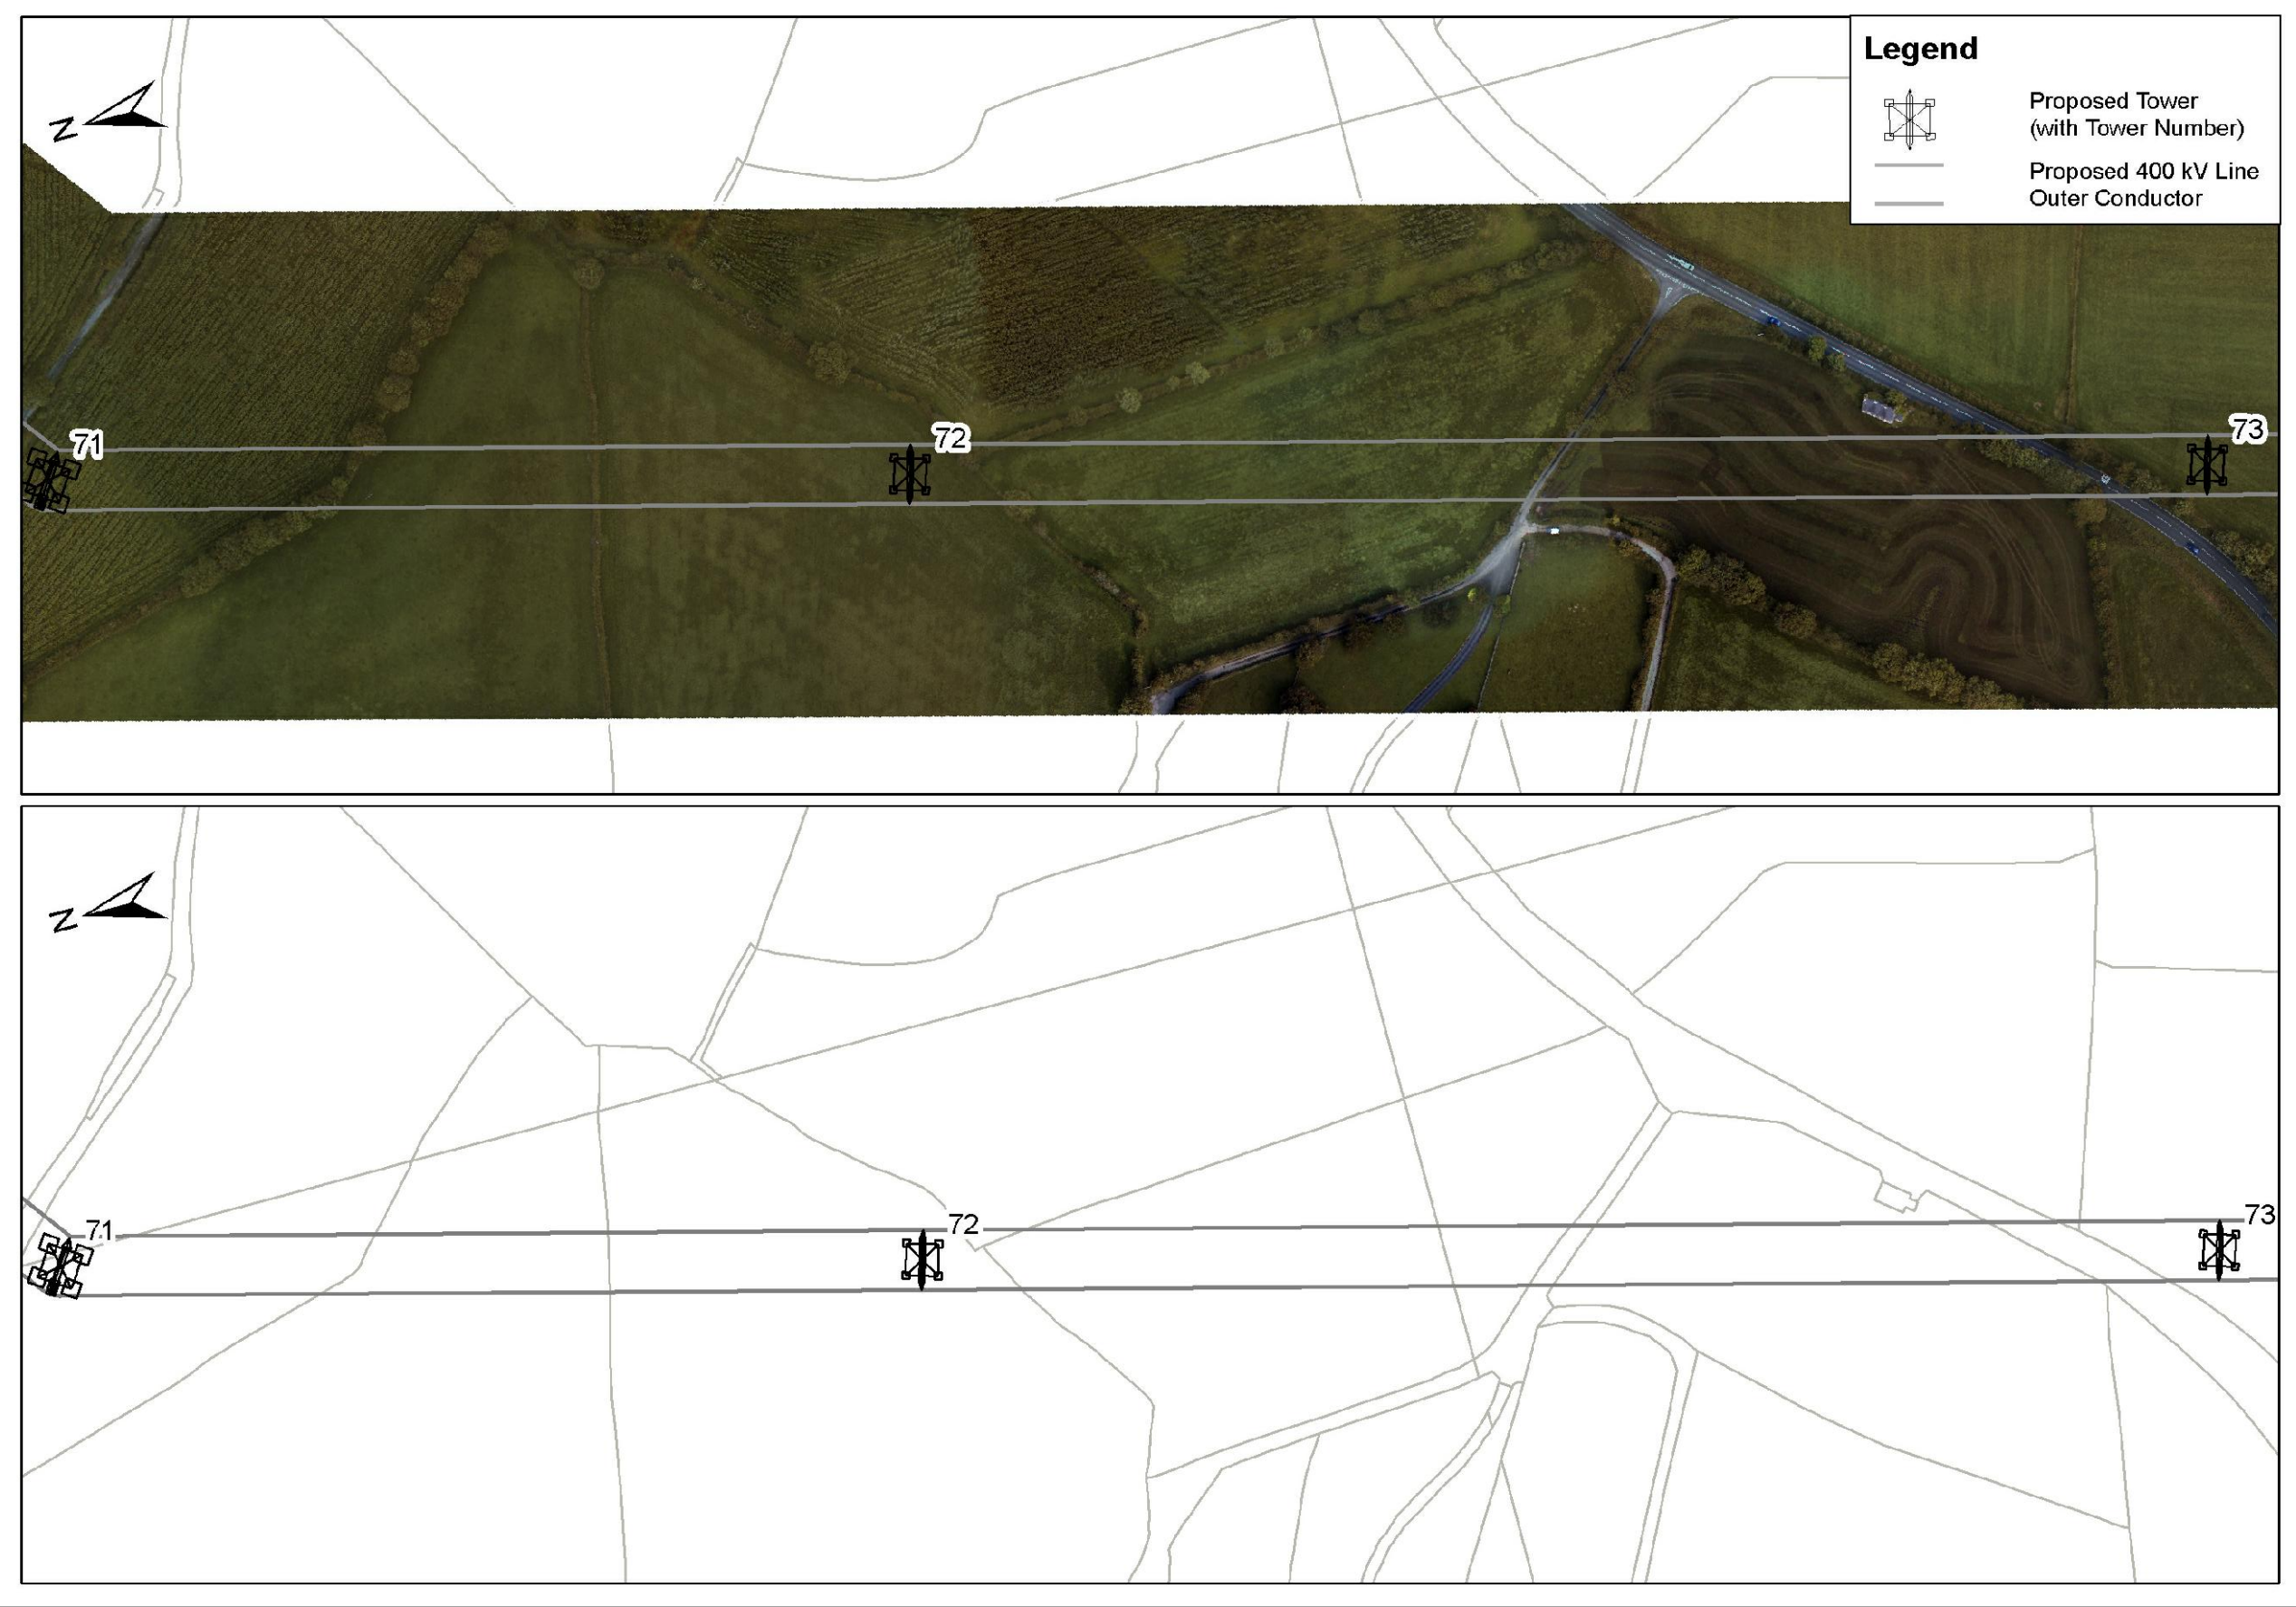 Legend
Proposed Tower
(with Tower Number)
Proposed 400 kV Line
Outer Conductor
N
71
72
73
N
71
72
73